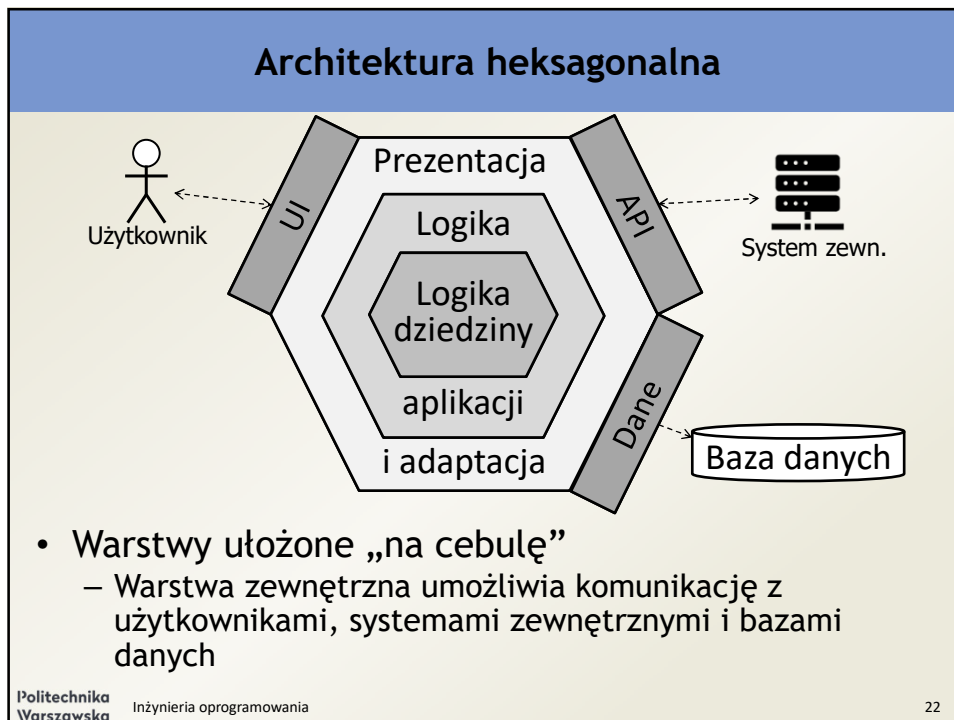 Architektura heksagonalna
Prezentacja
UI
API
Logika
Użytkownik
System zewn.
Logika
dziedziny
aplikacji
Dane
i adaptacja
Baza danych
• Warstwy ułożone „na cebulę”
– Warstwa zewnętrzna umożliwia komunikację z
użytkownikami, systemami zewnętrznymi i bazami
danych
Politechnika
Warszawska
Inżynieria oprogramowania
22